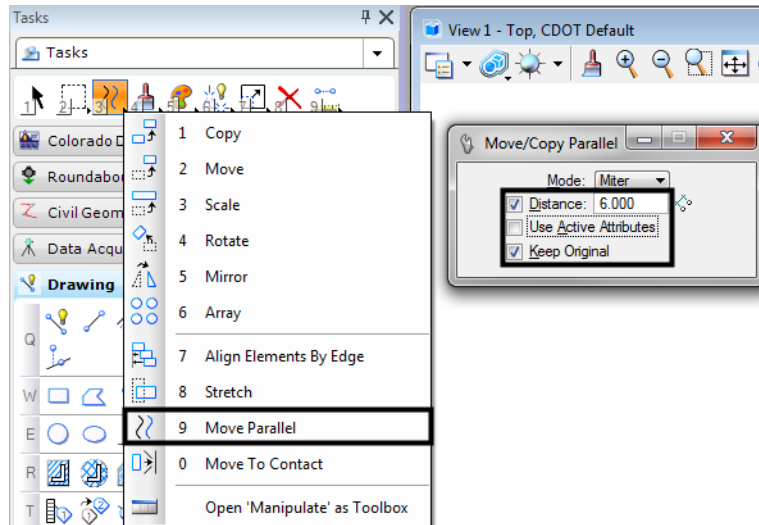 Tasks
Tasks
1 2 3 4 5 6 7 8 9
Colorado D
Roundabou
Civil Geom
Data Acqu
Drawing
Q
W
E
R
T
1 Copy
2 Move
3 Scale
4 Rotate
5 Mirror
6 Array
7 Align Elements By Edge
8 Stretch
9 Move Parallel
0 Move To Contact
Open 'Manipulate' as Toolbox
View 1 - Top, CDOT Default
Move/Copy Parallel
Mode: Miter
Distance: 6.000
Use Active Attributes
Keep Original